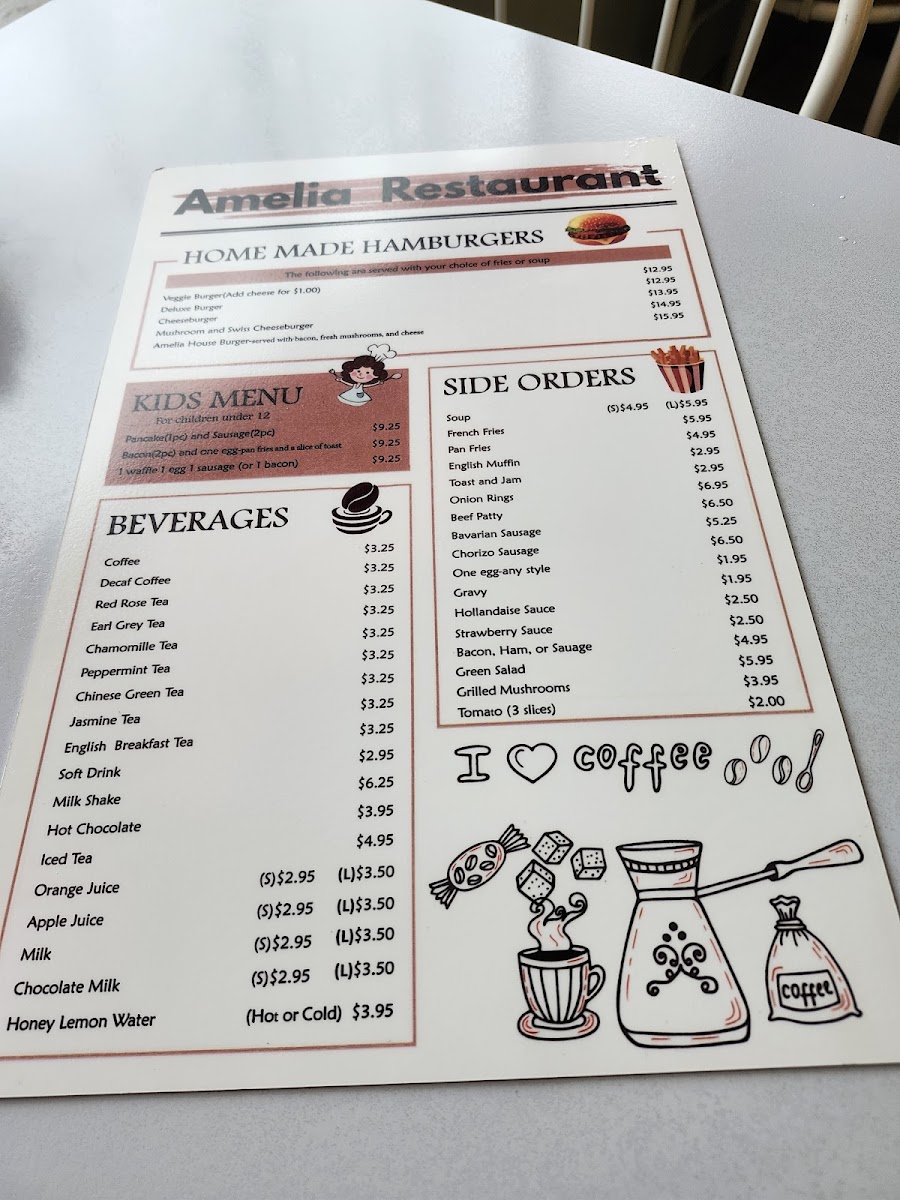 Amelia Restaurant
HOME MADE HAMBURGERS
The following are served with your choice of fries or soup
Veggie Burger(Add cheese for $1.00) $12.95
Deluxe Burger $12.95
Cheeseburger $13.95
Mushroom and Swiss Cheeseburger $14.95
Amelia House Burger-served with bacon, fresh mushrooms, and cheese $15.95
KIDS MENU
For children under 12
Pancake(1pc) and Sausage(2pc) $9.25
Bacon(2pc) and one egg-pan fries and a slice of toast $9.25
1 waffle 1 egg 1 sausage (or 1 bacon) $9.25
BEVERAGES
Coffee $3.25
Decaf Coffee $3.25
Red Rose Tea $3.25
Earl Grey Tea $3.25
Chamomille Tea $3.25
Peppermint Tea $3.25
Chinese Green Tea $3.25
Jasmine Tea $3.25
English Breakfast Tea $3.25
Soft Drink $2.95
Milk Shake $6.25
Hot Chocolate $3.95
Iced Tea $4.95
Orange Juice (S)$2.95 (L)$3.50
Apple Juice (S)$2.95 (L)$3.50
Milk (S)$2.95 (L)$3.50
Chocolate Milk (S)$2.95 (L)$3.50
Honey Lemon Water (Hot or Cold) $3.95
SIDE ORDERS
Soup (S)$4.95 (L)$5.95
French Fries $5.95
Pan Fries $4.95
English Muffin $2.95
Toast and Jam $2.95
Onion Rings $6.95
Beef Patty $6.50
Bavarian Sausage $5.25
Chorizo Sausage $6.50
One egg-any style $1.95
Gravy $1.95
Hollandaise Sauce $2.50
Strawberry Sauce $2.50
Bacon, Ham, or Sauage $4.95
Green Salad $5.95
Grilled Mushrooms $3.95
Tomato (3 slices) $2.00
I coffee
coffee